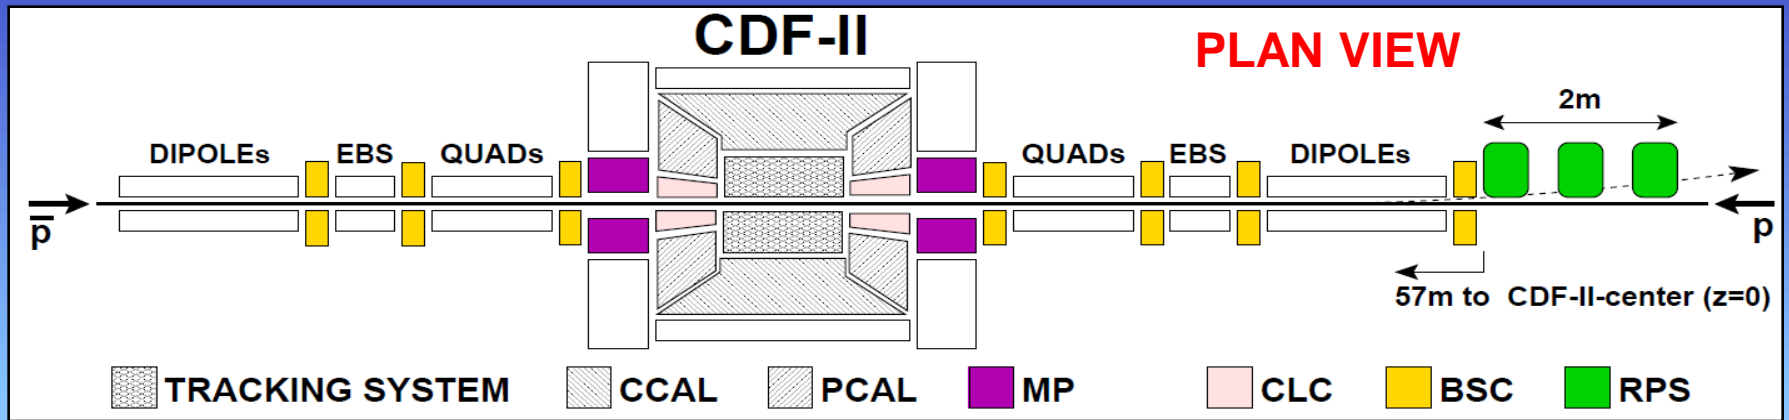 CDF-II
PLAN VIEW
2m
DIPOLEs EBS QUADs QUADs EBS DIPOLEs
p̅ p
57m to CDF-II-center (z=0)
TRACKING SYSTEM CCAL PCAL MP CLC BSC RPS